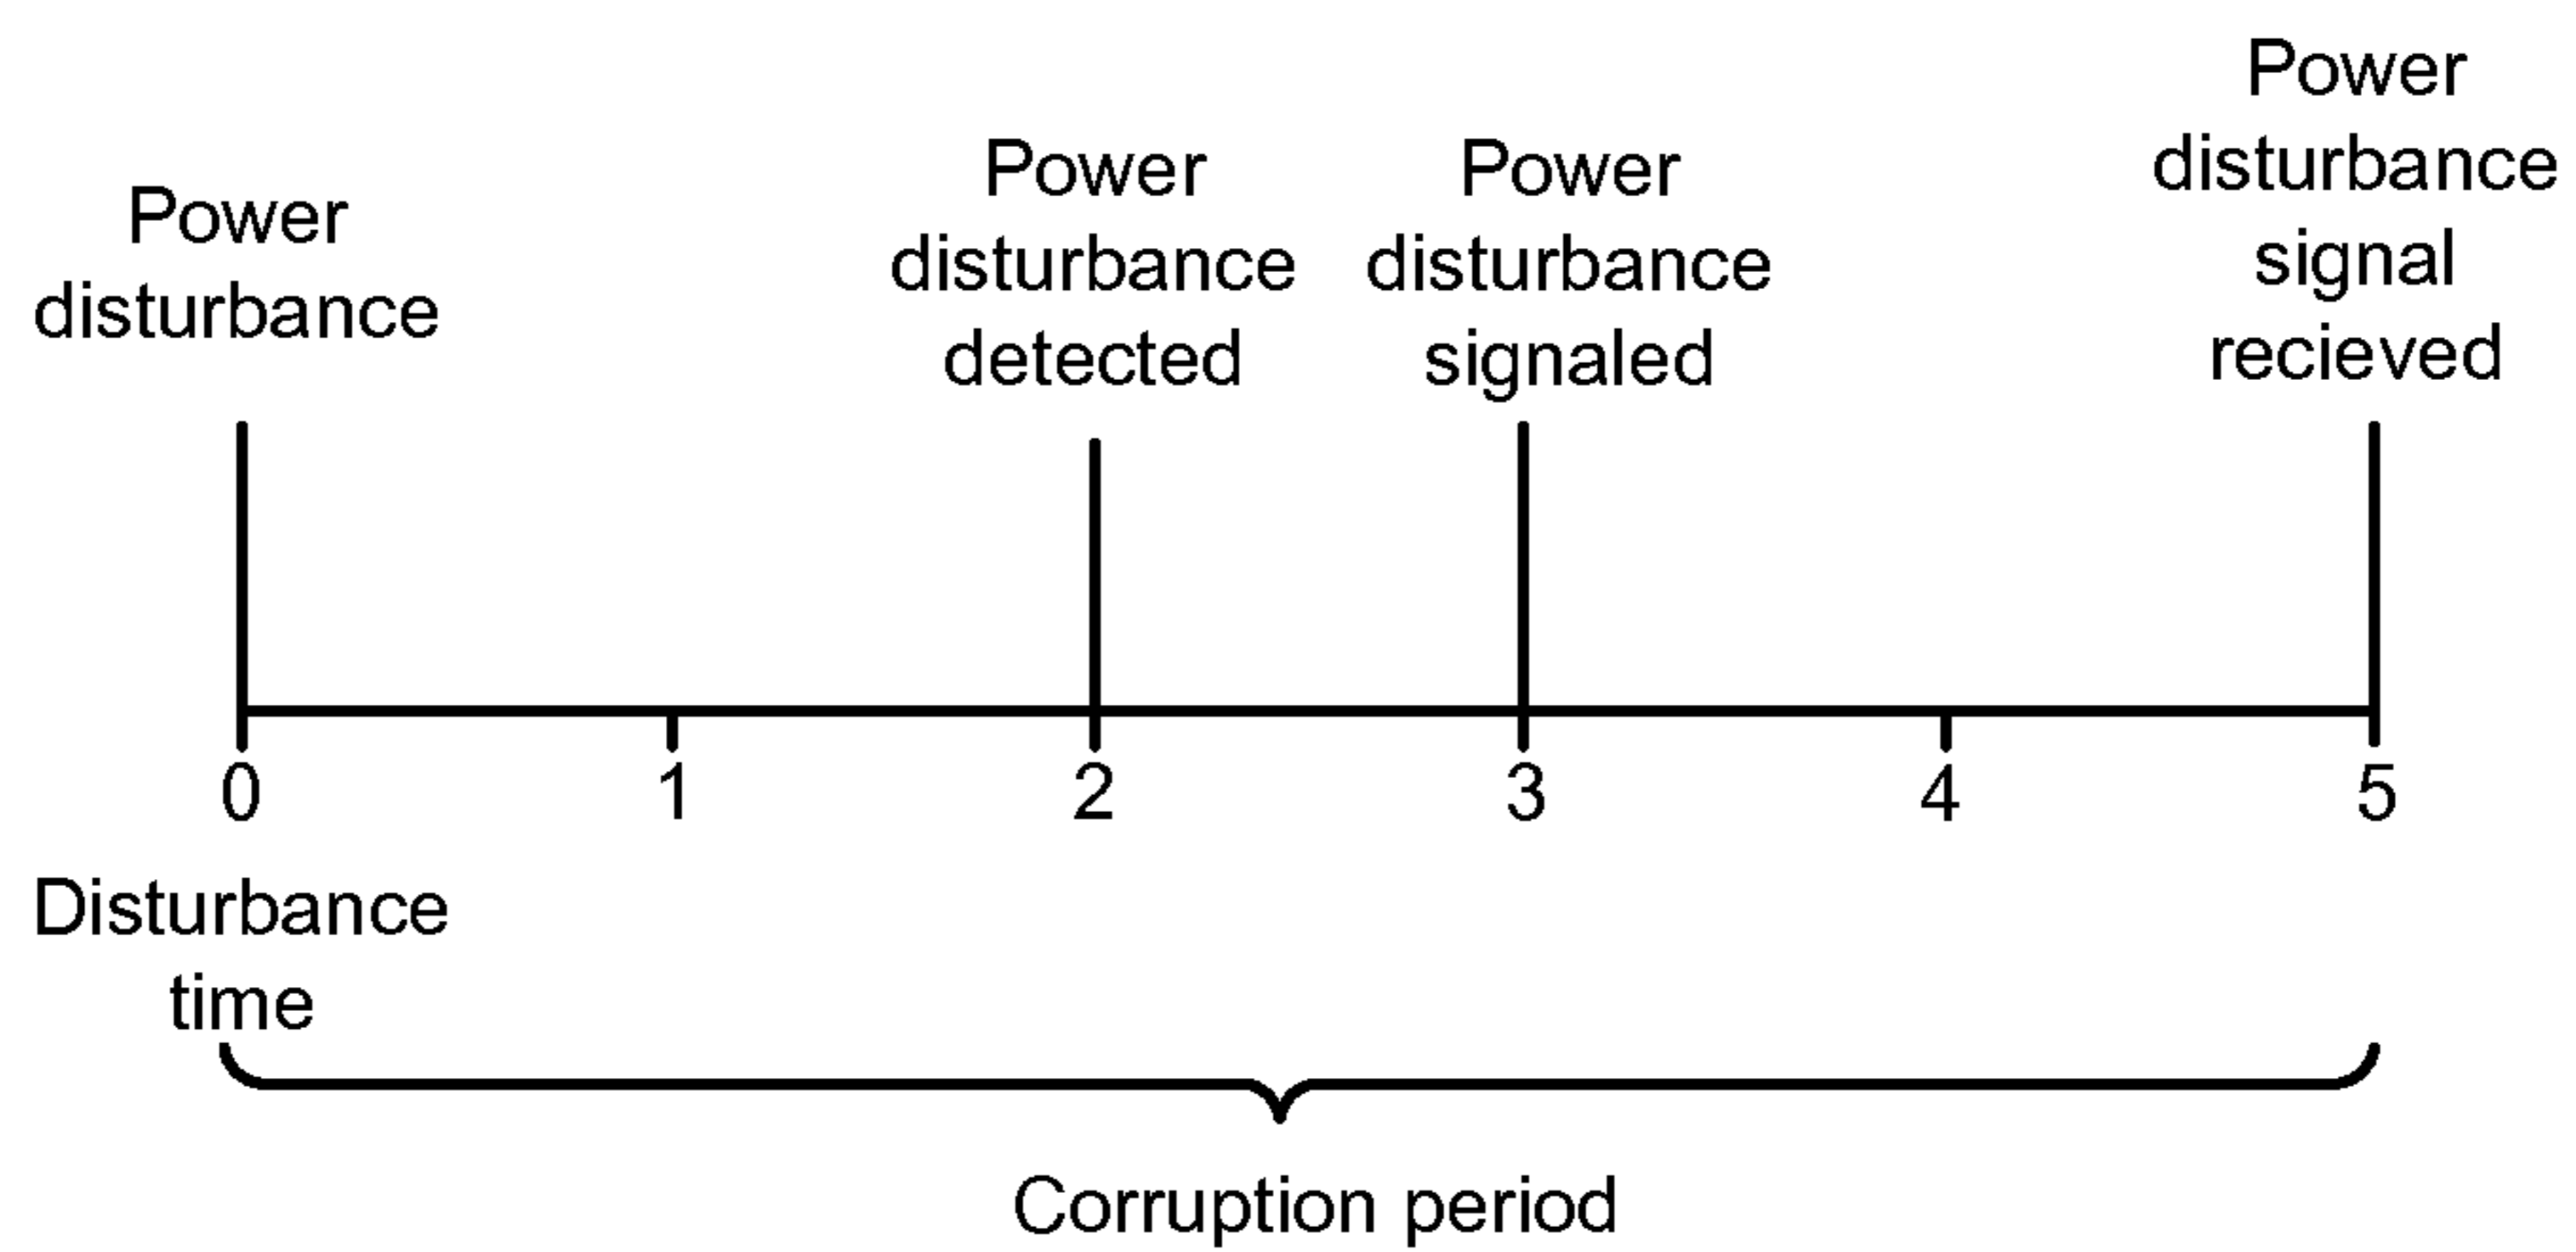 Power
disturbance
Power
disturbance
detected
Power
disturbance
signaled
Power
disturbance
signal
recieved
0
1
2
3
4
5
Disturbance
time
Corruption period